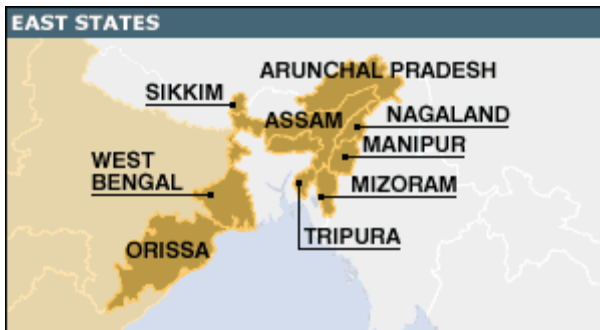 EAST STATES
ARUNCHAL PRADESH
SIKKIM
ASSAM
NAGALAND
MANIPUR
WEST
BENGAL
MIZORAM
TRIPURA
ORISSA